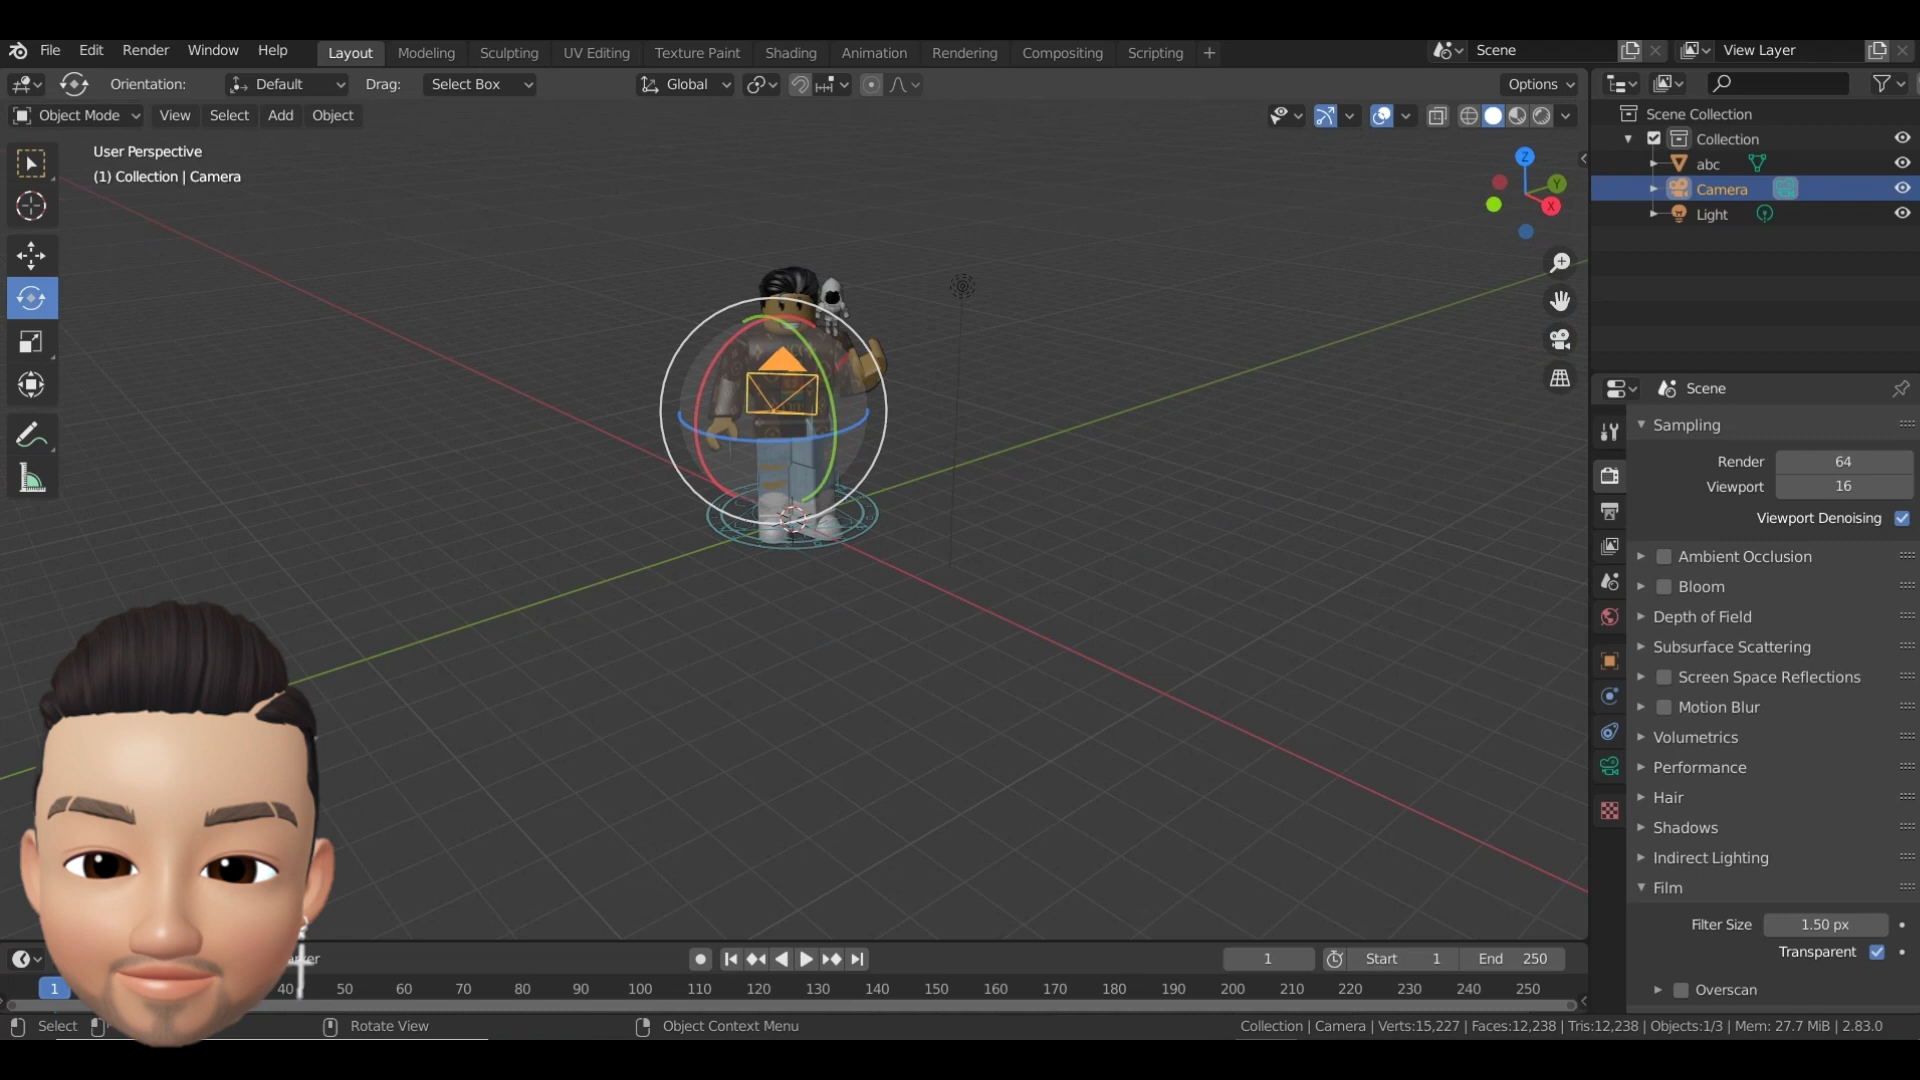 File Edit Render Window Help Layout Modeling Sculpting UV Editing Texture Paint Shading Animation Rendering Compositing Scripting + Scene View Layer
Orientation: Default Drag: Select Box Global Options
Object Mode View Select Add Object
User Perspective
(1) Collection | Camera
Z
Y
X
Scene Collection
Collection
abc
Camera
Light
Scene
Sampling
Render 64
Viewport 16
Viewport Denoising
Ambient Occlusion
Bloom
Depth of Field
Subsurface Scattering
Screen Space Reflections
Motion Blur
Volumetrics
Performance
Hair
Shadows
Indirect Lighting
Film
Filter Size 1.50 px
Transparent
Overscan
1 Start 1 End 250
1 40 50 60 70 80 90 100 110 120 130 140 150 160 170 180 190 200 210 220 230 240 250
Select Rotate View Object Context Menu Collection | Camera | Verts:15,227 | Faces:12,238 | Tris:12,238 | Objects:1/3 | Mem: 27.7 MiB | 2.83.0